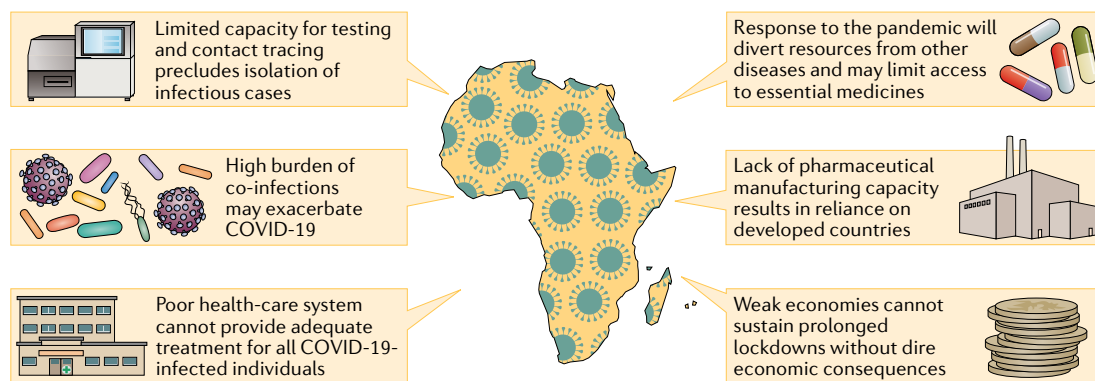 Limited capacity for testing
and contact tracing
precludes isolation of
infectious cases
High burden of
co-infections
may exacerbate
COVID-19
Poor health-care system
cannot provide adequate
treatment for all COVID-19-
infected individuals
Response to the pandemic will
divert resources from other
diseases and may limit access
to essential medicines
Lack of pharmaceutical
manufacturing capacity
results in reliance on
developed countries
Weak economies cannot
sustain prolonged
lockdowns without dire
economic consequences